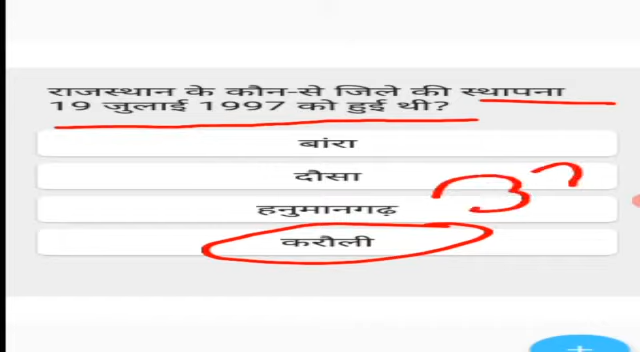 राजस्थान के कौन-से जिले की स्थापना
19 जुलाई 1997 को हुई थी?
बांरा
दौसा
हनुमानगढ़
करौली